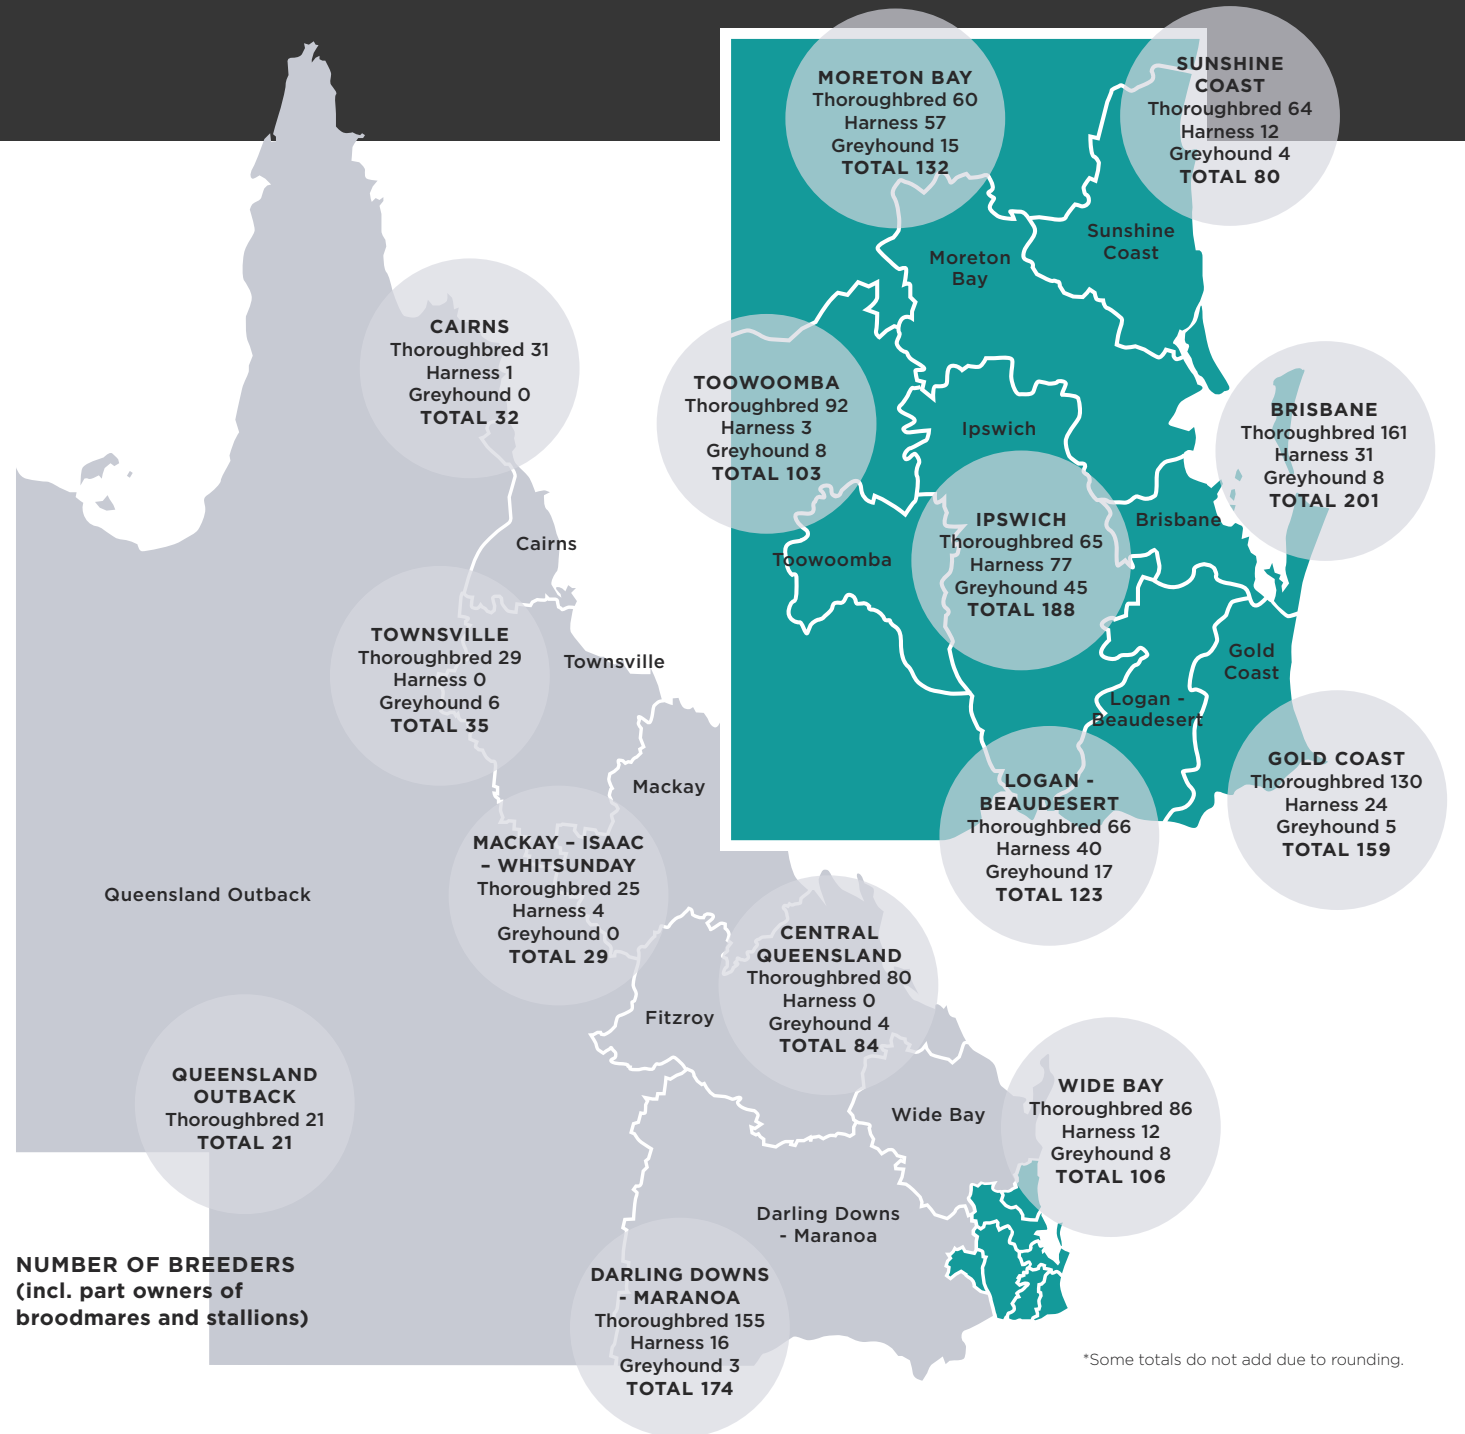 MORETON BAY
Thoroughbred 60
Harness 57
Greyhound 15
TOTAL 132
SUNSHINE
COAST
Thoroughbred 64
Harness 12
Greyhound 4
TOTAL 80
Sunshine
Coast
Moreton
Bay
CAIRNS
Thoroughbred 31
Harness 1
Greyhound 0
TOTAL 32
TOOWOOMBA
Thoroughbred 92
Harness 3
Greyhound 8
TOTAL 103
Ipswich
BRISBANE
Thoroughbred 161
Harness 31
Greyhound 8
TOTAL 201
IPSWICH
Thoroughbred 65
Harness 77
Greyhound 45
TOTAL 188
Brisbane
Cairns
Toowoomba
TOWNSVILLE
Thoroughbred 29
Harness 0
Greyhound 6
TOTAL 35
Townsville
Gold
Coast
Logan -
Beaudesert
Mackay
LOGAN -
BEAUDESERT
Thoroughbred 66
Harness 40
Greyhound 17
TOTAL 123
GOLD COAST
Thoroughbred 130
Harness 24
Greyhound 5
TOTAL 159
MACKAY – ISAAC
– WHITSUNDAY
Thoroughbred 25
Harness 4
Greyhound 0
TOTAL 29
Queensland Outback
CENTRAL
QUEENSLAND
Thoroughbred 80
Harness 0
Greyhound 4
TOTAL 84
Fitzroy
QUEENSLAND
OUTBACK
Thoroughbred 21
TOTAL 21
Wide Bay
WIDE BAY
Thoroughbred 86
Harness 12
Greyhound 8
TOTAL 106
Darling Downs
- Maranoa
NUMBER OF BREEDERS
(incl. part owners of
broodmares and stallions)
DARLING DOWNS
- MARANOA
Thoroughbred 155
Harness 16
Greyhound 3
TOTAL 174
*Some totals do not add due to rounding.